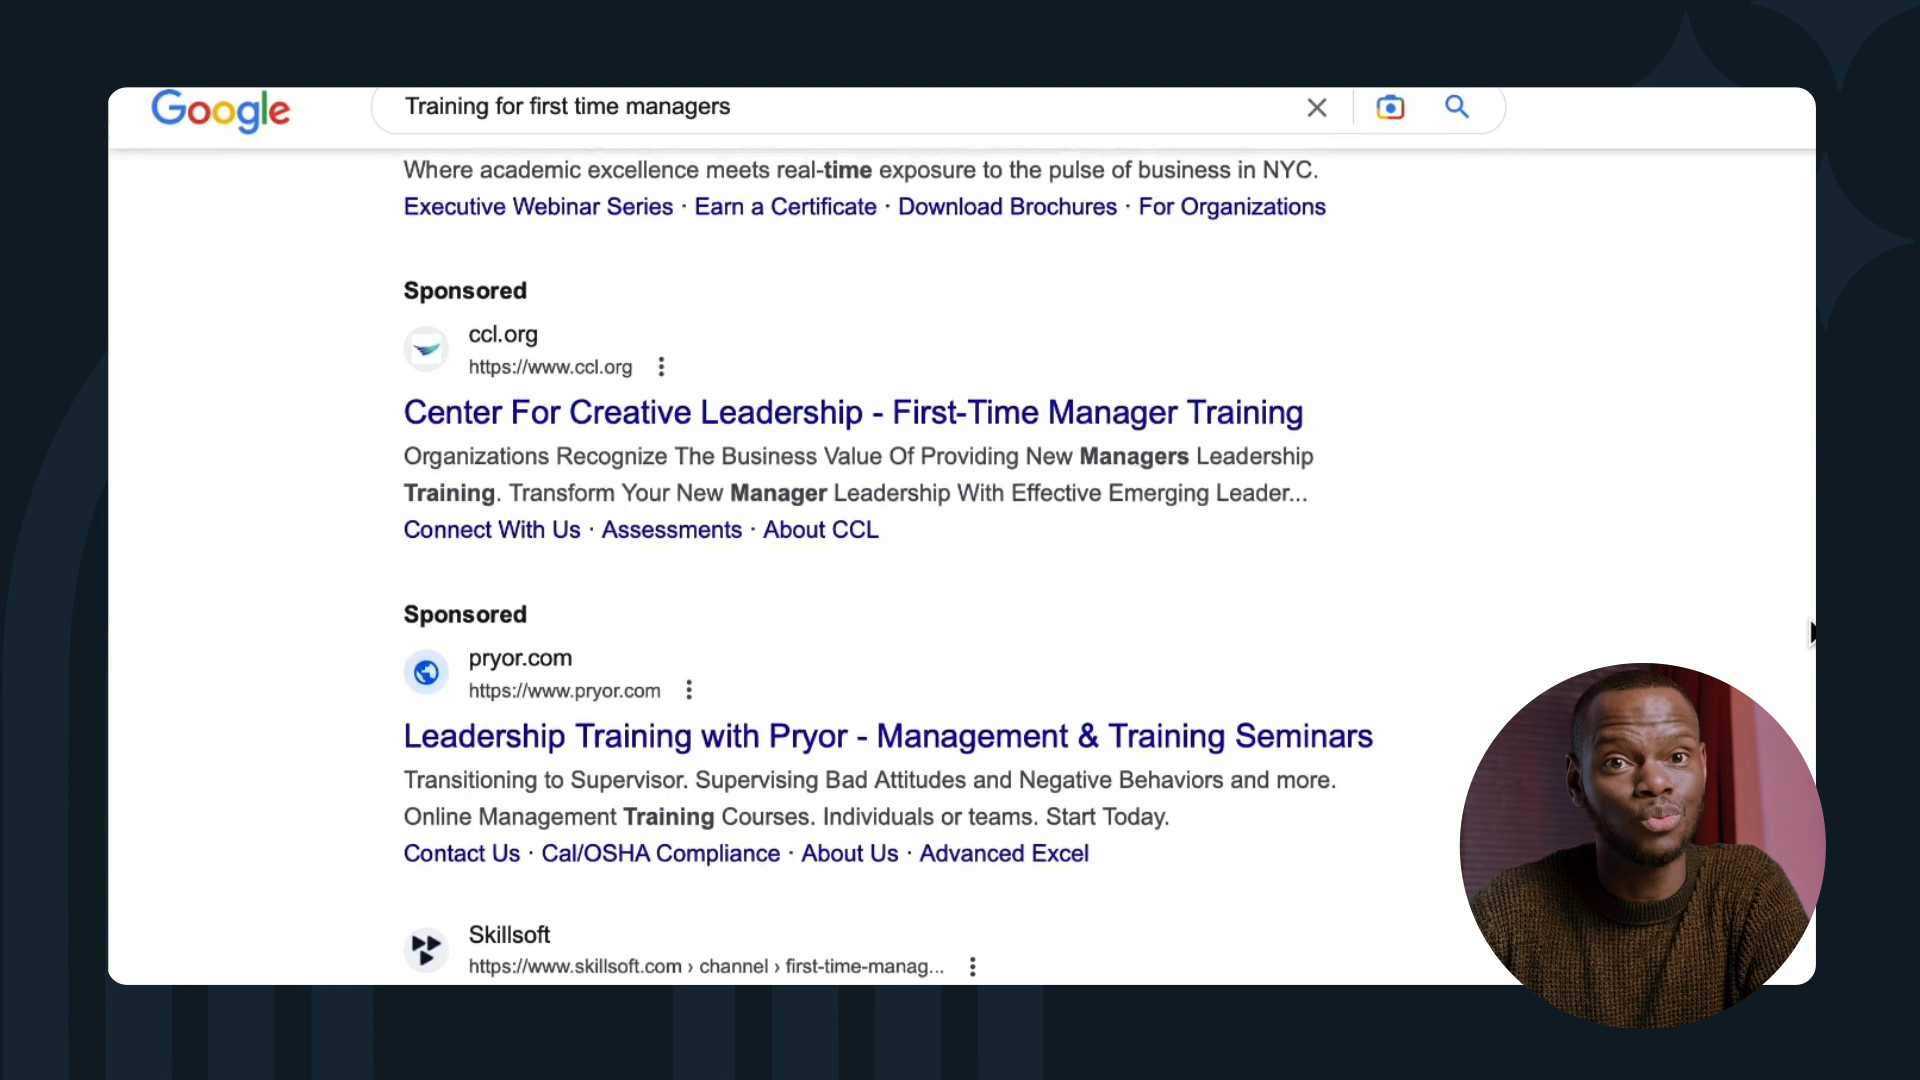 Google
Training for first time managers
Where academic excellence meets real-time exposure to the pulse of business in NYC.
Executive Webinar Series · Earn a Certificate · Download Brochures · For Organizations
Sponsored
ccl.org
https://www.ccl.org
Center For Creative Leadership - First-Time Manager Training
Organizations Recognize The Business Value Of Providing New Managers Leadership
Training. Transform Your New Manager Leadership With Effective Emerging Leader...
Connect With Us · Assessments · About CCL
Sponsored
pryor.com
https://www.pryor.com
Leadership Training with Pryor - Management & Training Seminars
Transitioning to Supervisor. Supervising Bad Attitudes and Negative Behaviors and more.
Online Management Training Courses. Individuals or teams. Start Today.
Contact Us · Cal/OSHA Compliance · About Us · Advanced Excel
Skillsoft
https://www.skillsoft.com › channel › first-time-manag...